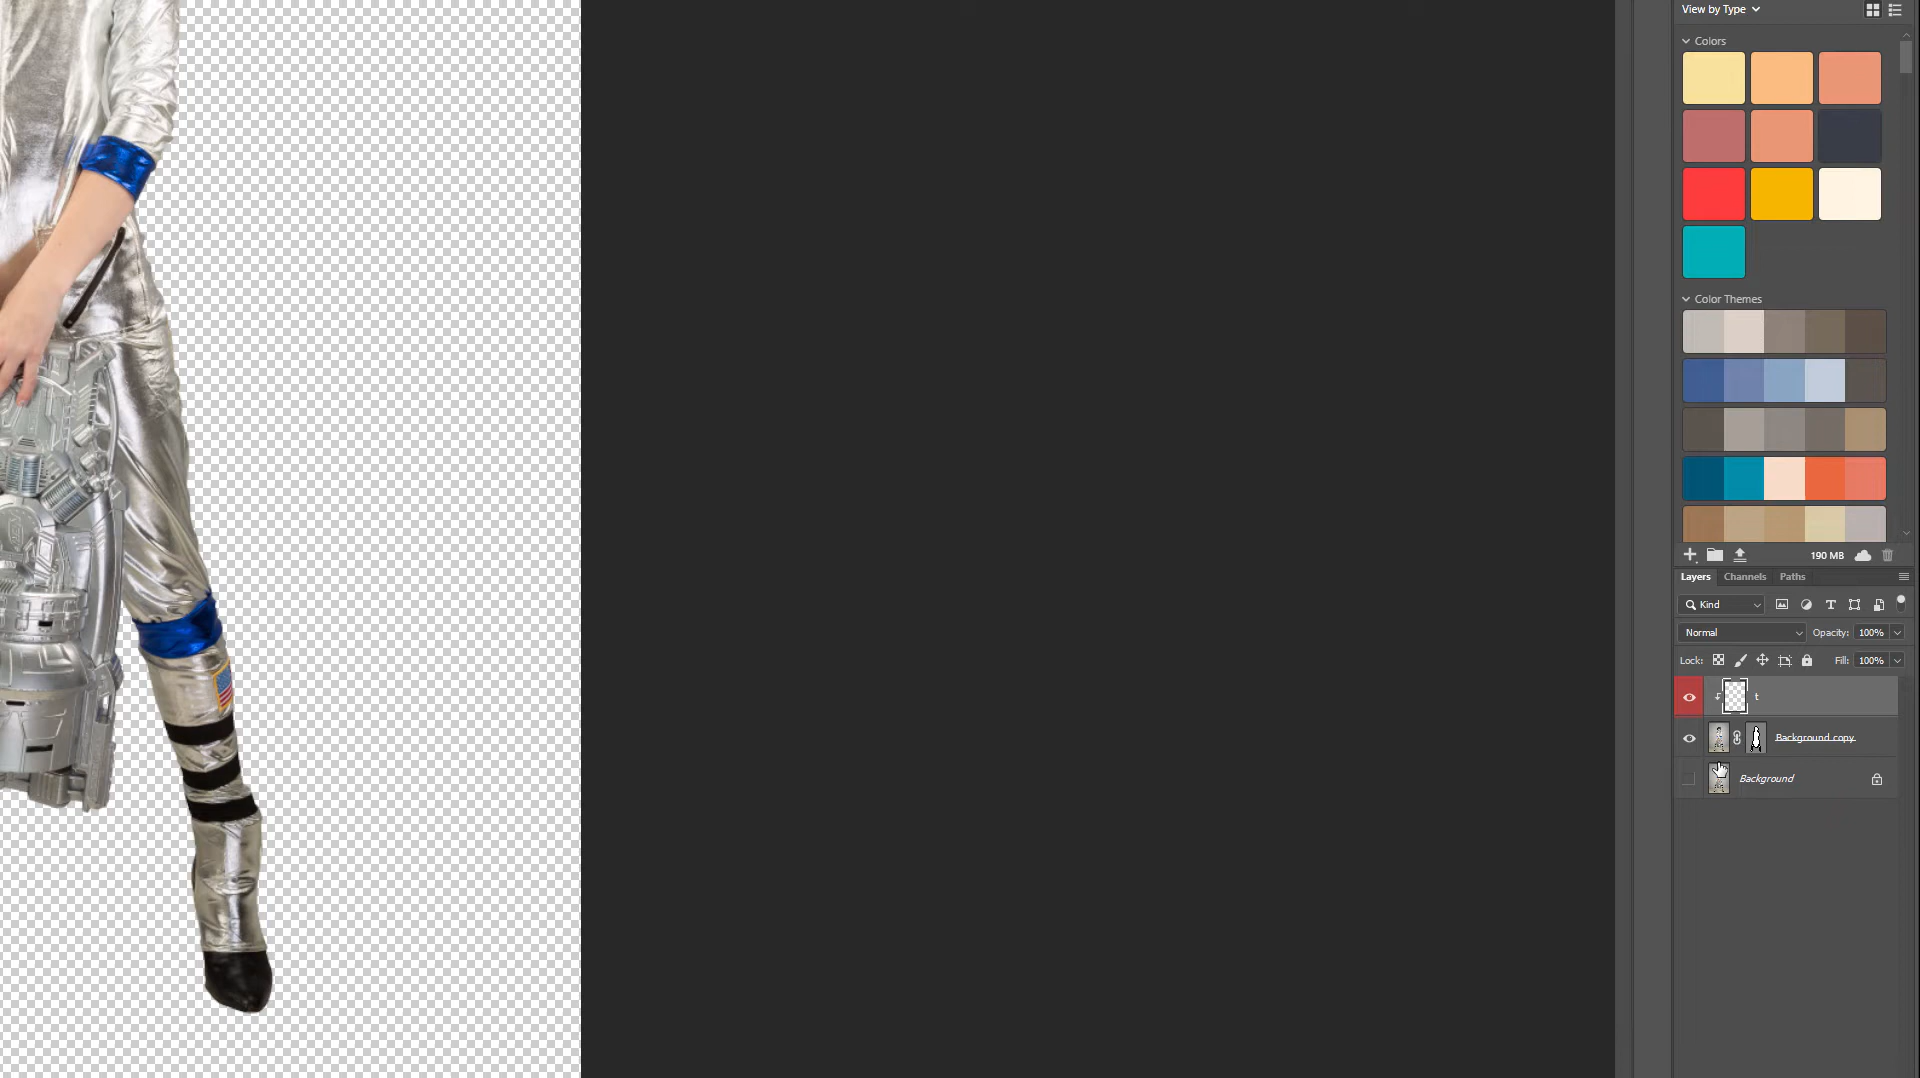 View by Type
Colors
Color Themes
190 MB
Layers Channels Paths
Kind
Normal Opacity: 100%
Lock: Fill: 100%
t
Background copy
Background